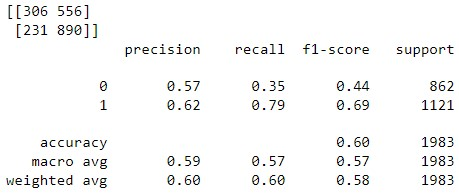 [[306 556]
 [231 890]]
              precision    recall  f1-score   support

           0       0.57      0.35      0.44       862
           1       0.62      0.79      0.69      1121

    accuracy                           0.60      1983
   macro avg       0.59      0.57      0.57      1983
weighted avg       0.60      0.60      0.58      1983